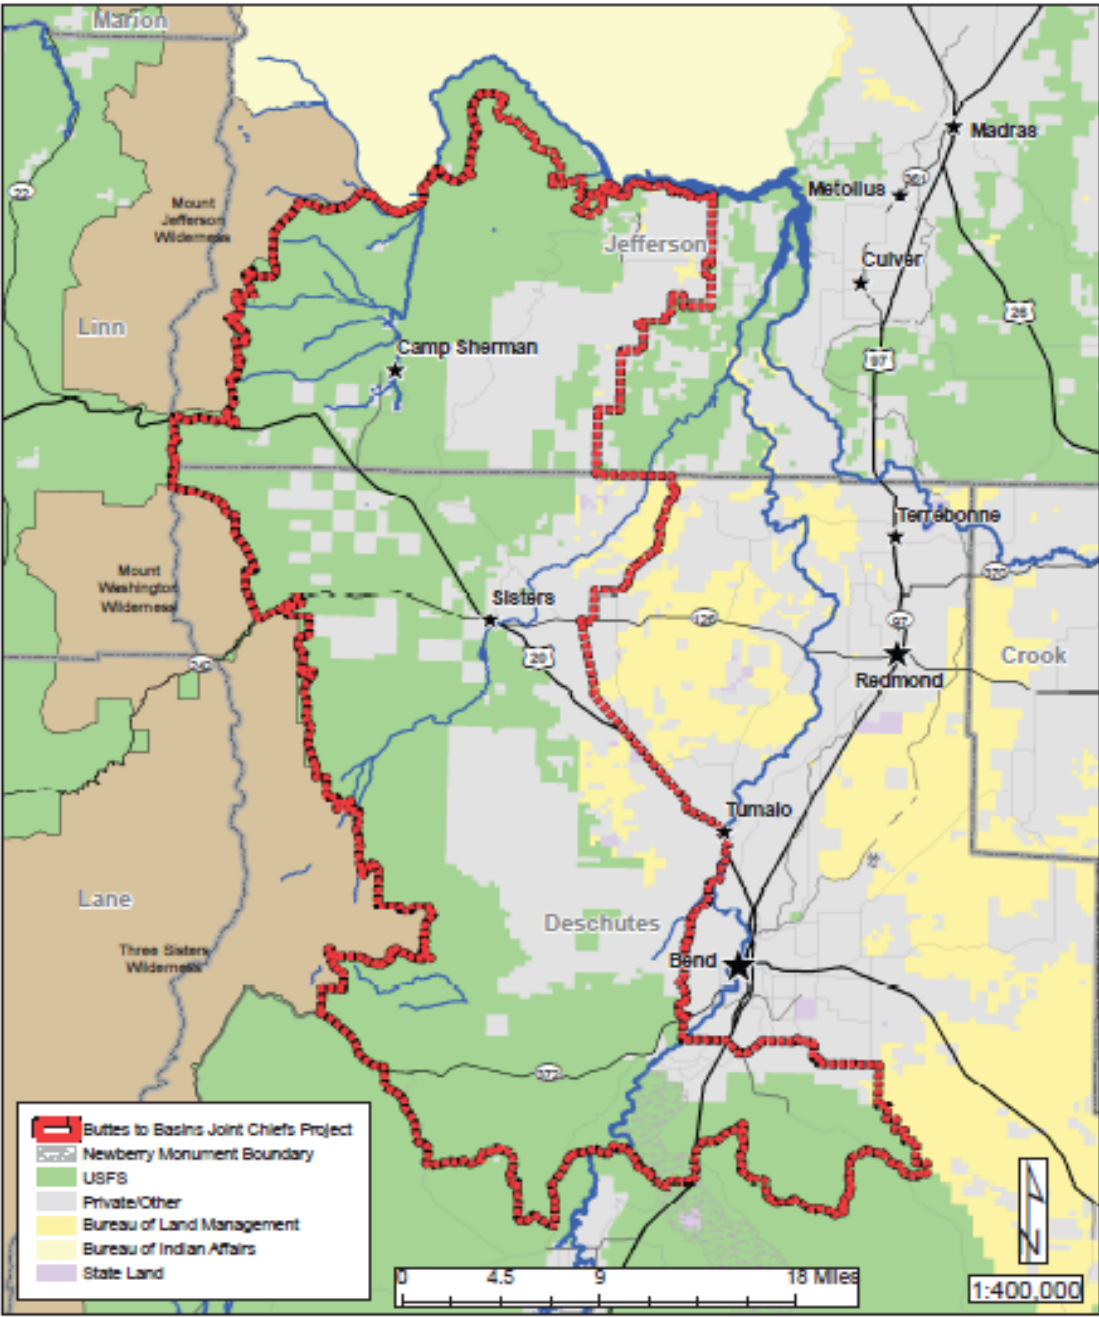 Marion
Madras
22
361
Metolius
Mount
Jefferson
Wilderness
Jefferson
Culver
26
Linn
Camp Sherman
97
Terrebonne
370
Mount
Washington
Wilderness
Sisters
126
97
20
242
Redmond
Crook
Tumalo
Lane
Deschutes
Three Sisters
Wilderness
Bend
372
Buttes to Basins Joint Chiefs Project
Newberry Monument Boundary
USFS
Private/Other
Bureau of Land Management
Bureau of Indian Affairs
State Land
N
0 4.5 9 18 Miles
1:400,000